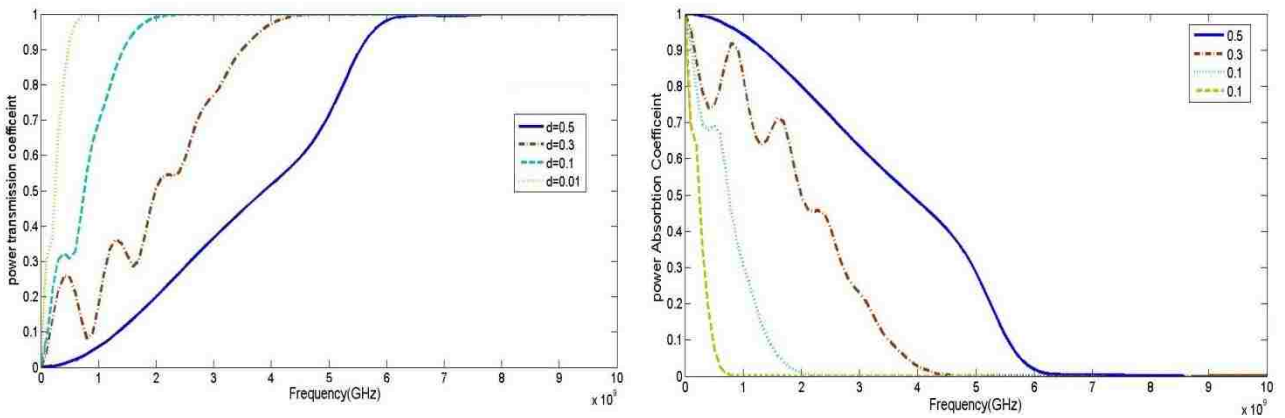 power transmission coefficeint
1
0.9
0.8
0.7
0.6
0.5
0.4
0.3
0.2
0.1
0
0 1 2 3 4 5 6 7 8 9 10
Frequency(GHz)
x 10^9
d=0.5
d=0.3
d=0.1
d=0.01
power Absorbtion Coefficeint
1
0.9
0.8
0.7
0.6
0.5
0.4
0.3
0.2
0.1
0
0 1 2 3 4 5 6 7 8 9 10
Frequency(GHz)
x 10^9
0.5
0.3
0.1
0.1